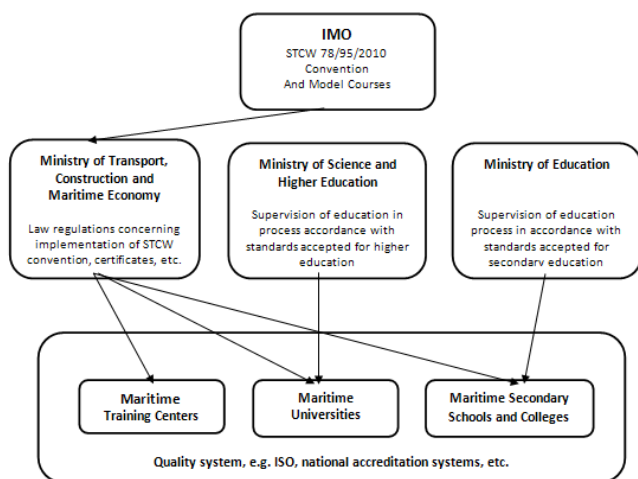 IMO
STCW 78/95/2010
Convention
And Model Courses
Ministry of Transport,
Construction and
Maritime Economy
Law regulations concerning
implementation of STCW
convention, certificates, etc.
Ministry of Science and
Higher Education
Supervision of education in
process accordance with
standards accepted for higher
education
Ministry of Education
Supervision of education
process in accordance with
standards accepted for
secondary education
Maritime
Training Centers
Maritime
Universities
Maritime Secondary
Schools and Colleges
Quality system, e.g. ISO, national accreditation systems, etc.